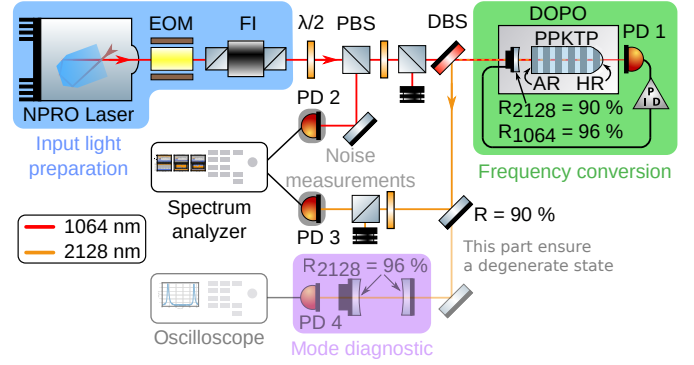 EOM
FI
λ/2
PBS
DBS
DOPO
PPKTP
PD 1
AR
HR
R2128 = 90 %
R1064 = 96 %
P
I D
NPRO Laser
Input light
preparation
PD 2
Noise
measurements
Frequency conversion
Spectrum
analyzer
PD 3
R = 90 %
1064 nm
2128 nm
This part ensure
a degenerate state
R2128 = 96 %
PD 4
Oscilloscope
Mode diagnostic